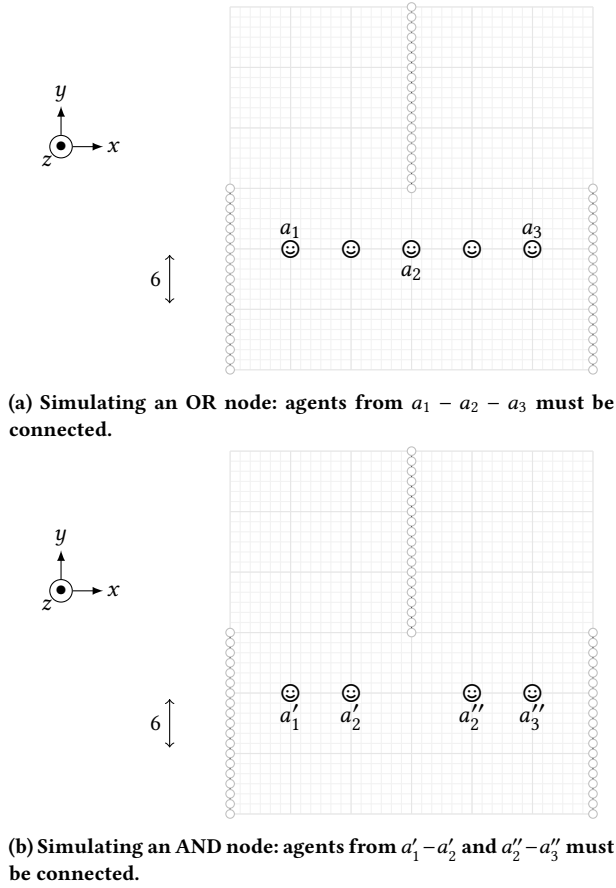 y
z
x
a₁
a₃
a₂
6
(a) Simulating an OR node: agents from a₁ − a₂ − a₃ must be
connected.
y
z
x
6
a′₁
a′₂
a″₂
a″₃
(b) Simulating an AND node: agents from a′₁−a′₂ and a″₂−a″₃ must
be connected.